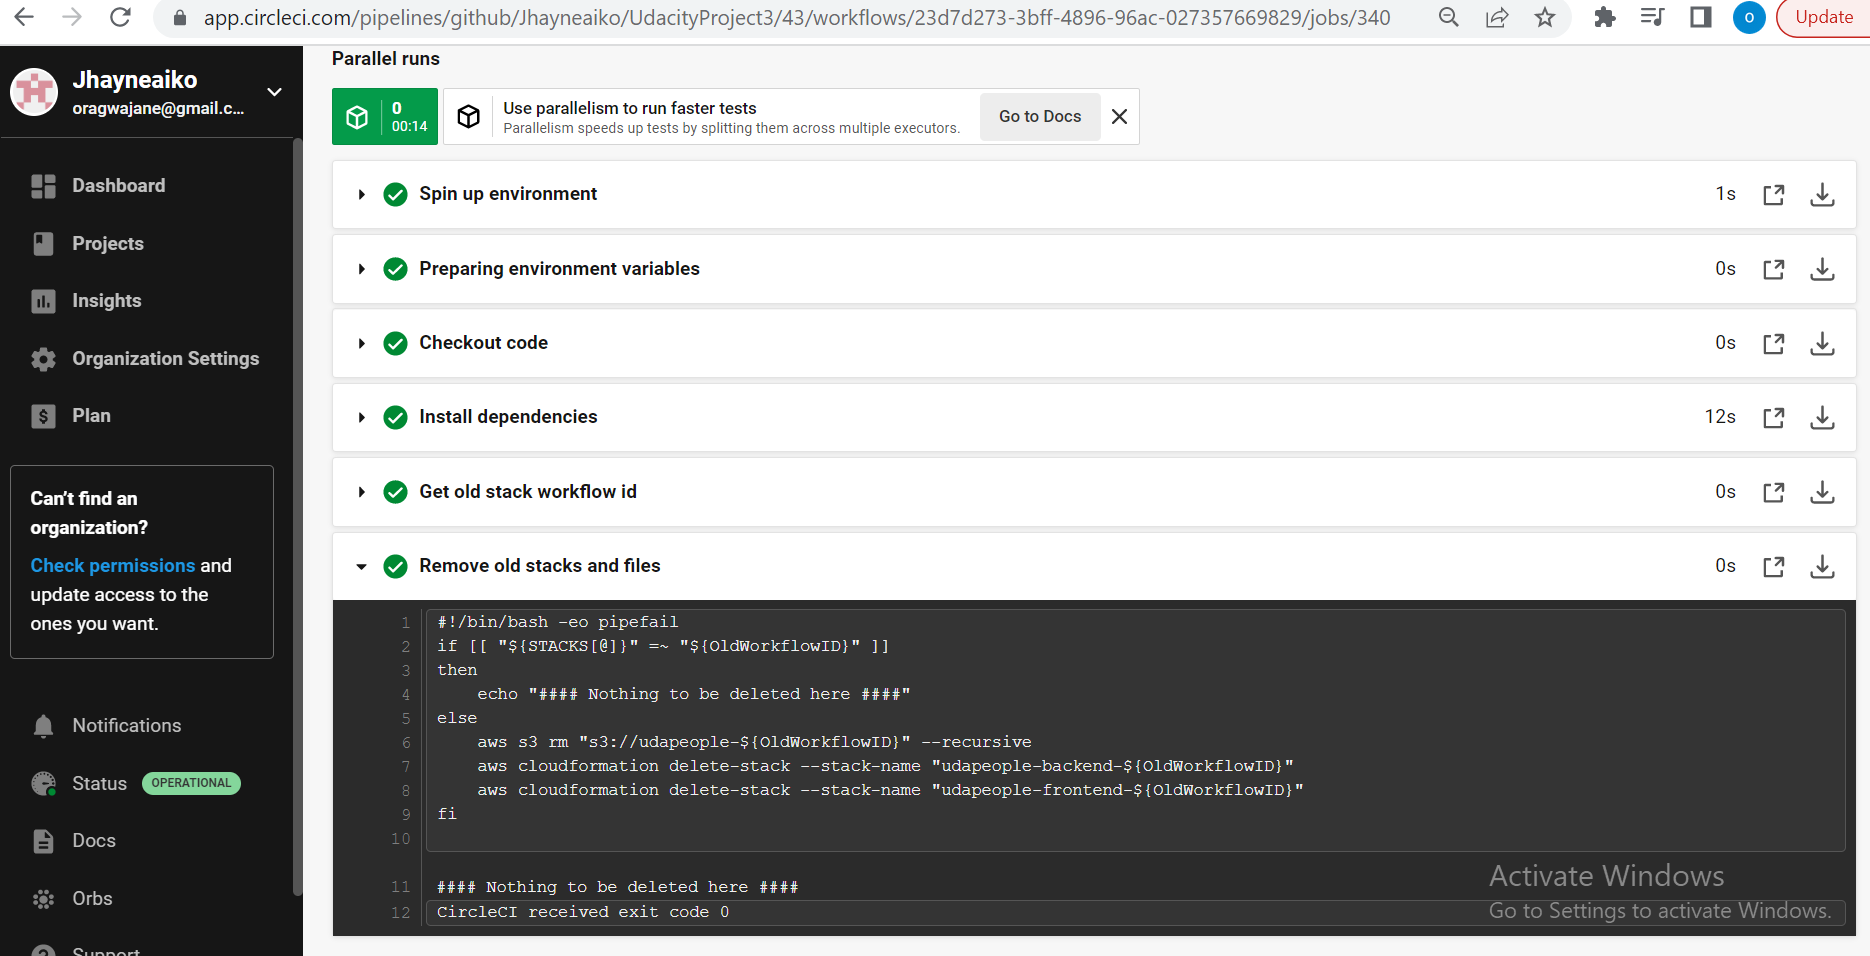 app.circleci.com/pipelines/github/Jhayneaiko/UdacityProject3/43/workflows/23d7d273-3bff-4896-96ac-027357669829/jobs/340
O
Update
Jhayneaiko
oragwajane@gmail.c...
Dashboard
Projects
Insights
Organization Settings
Plan
Can't find an
organization?
Check permissions and
update access to the
ones you want.
Notifications
Status OPERATIONAL
Docs
Orbs
Support
Parallel runs
0
00:14
Use parallelism to run faster tests
Parallelism speeds up tests by splitting them across multiple executors.
Go to Docs
Spin up environment 1s
Preparing environment variables 0s
Checkout code 0s
Install dependencies 12s
Get old stack workflow id 0s
Remove old stacks and files 0s
1 #!/bin/bash -eo pipefail
2 if [[ "${STACKS[@]}" =~ "${OldWorkflowID}" ]]
3 then
4 echo "#### Nothing to be deleted here ####"
5 else
6 aws s3 rm "s3://udapeople-${OldWorkflowID}" --recursive
7 aws cloudformation delete-stack --stack-name "udapeople-backend-${OldWorkflowID}"
8 aws cloudformation delete-stack --stack-name "udapeople-frontend-${OldWorkflowID}"
9 fi
10
11 #### Nothing to be deleted here ####
12 CircleCI received exit code 0
Activate Windows
Go to Settings to activate Windows.